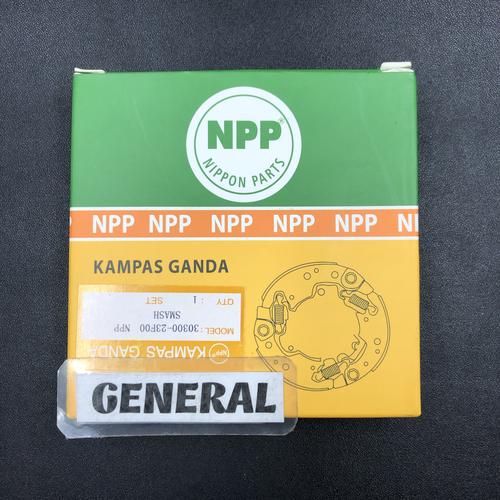 NPP®
NIPPON PARTS
NPP NPP NPP NPP NPP N
KAMPAS GANDA
NPP KAMPAS GANDA
MODEL: 30300-23F00 NPP
SMASH
QTY : 1 SET
GENERAL